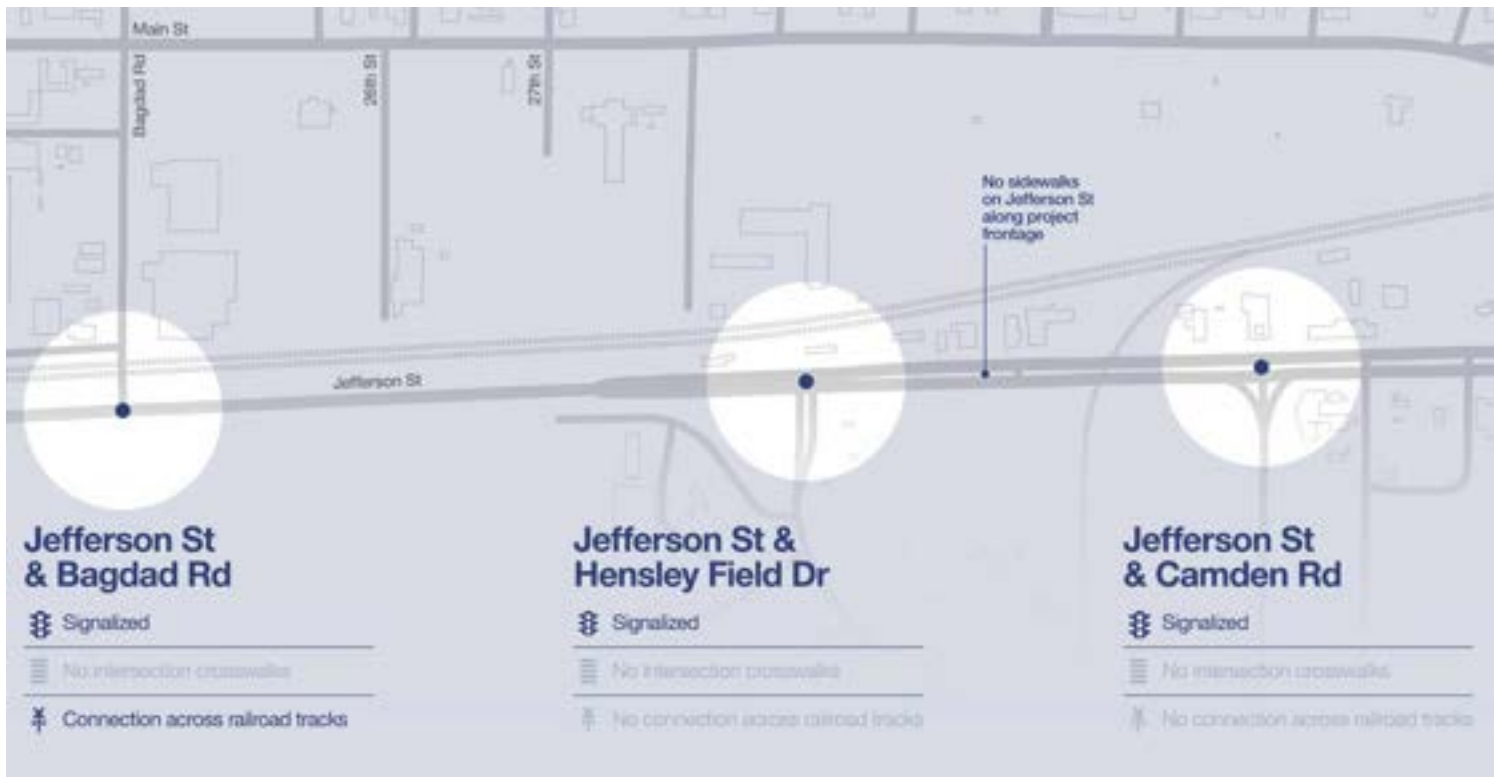 Main St
Bagdad Rd
26th St
27th St
No sidewalks
on Jefferson St
along project
frontage
Jefferson St
Jefferson St
& Bagdad Rd
Signalized
No intersection crosswalks
Connection across railroad tracks
Jefferson St &
Hensley Field Dr
Signalized
No intersection crosswalks
No connection across railroad tracks
Jefferson St
& Camden Rd
Signalized
No intersection crosswalks
No connection across railroad tracks